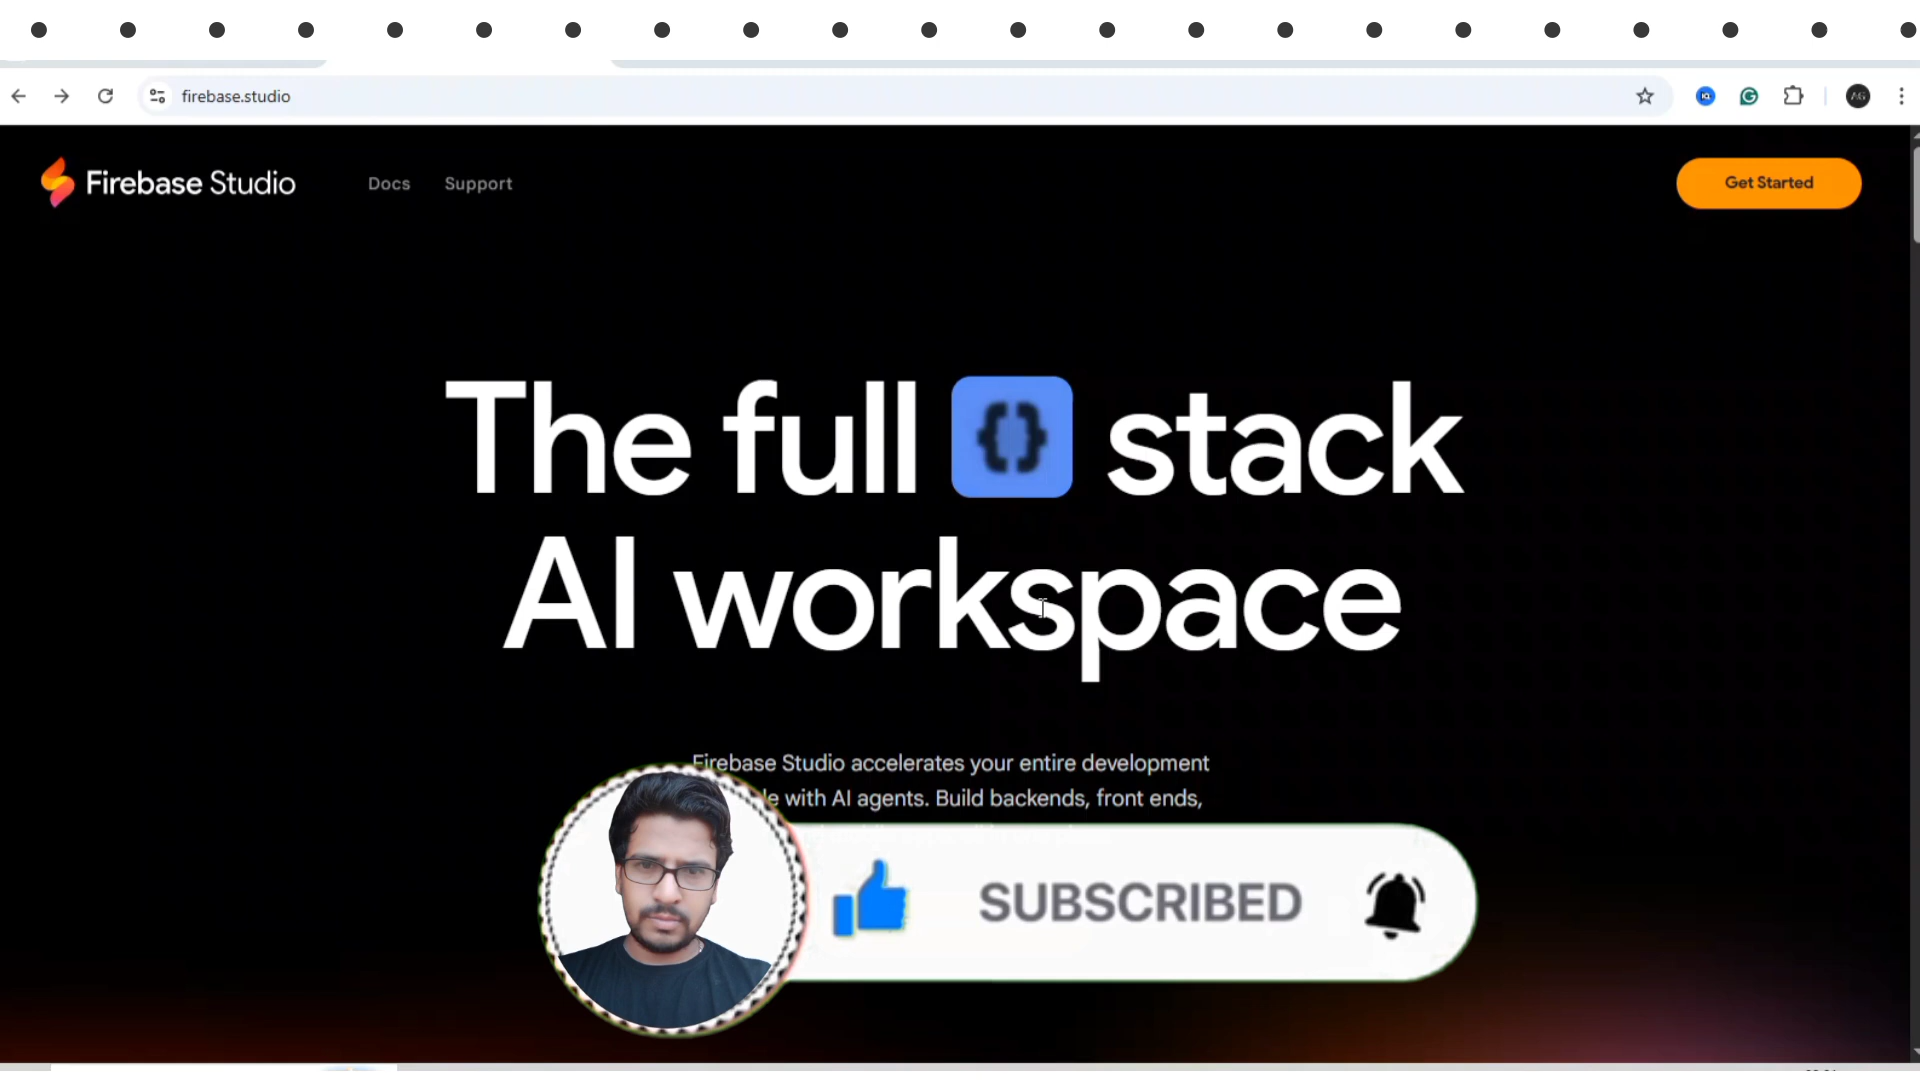 firebase.studio
AG
Firebase Studio
Docs
Support
Get Started
The full {} stack
AI workspace
Firebase Studio accelerates your entire development
with AI agents. Build backends, front ends,
SUBSCRIBED